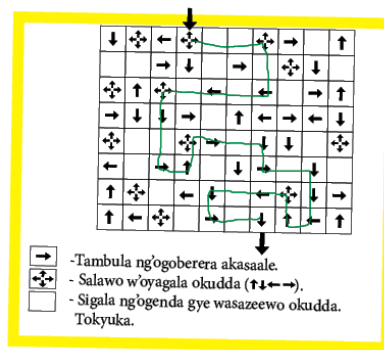 -Tambula ng'ogoberera akasaale.
- Salawo w'oyagala okudda (↑↓←→).
- Sigala ng'ogenda gye wasazeewo okudda.
Tokyuka.